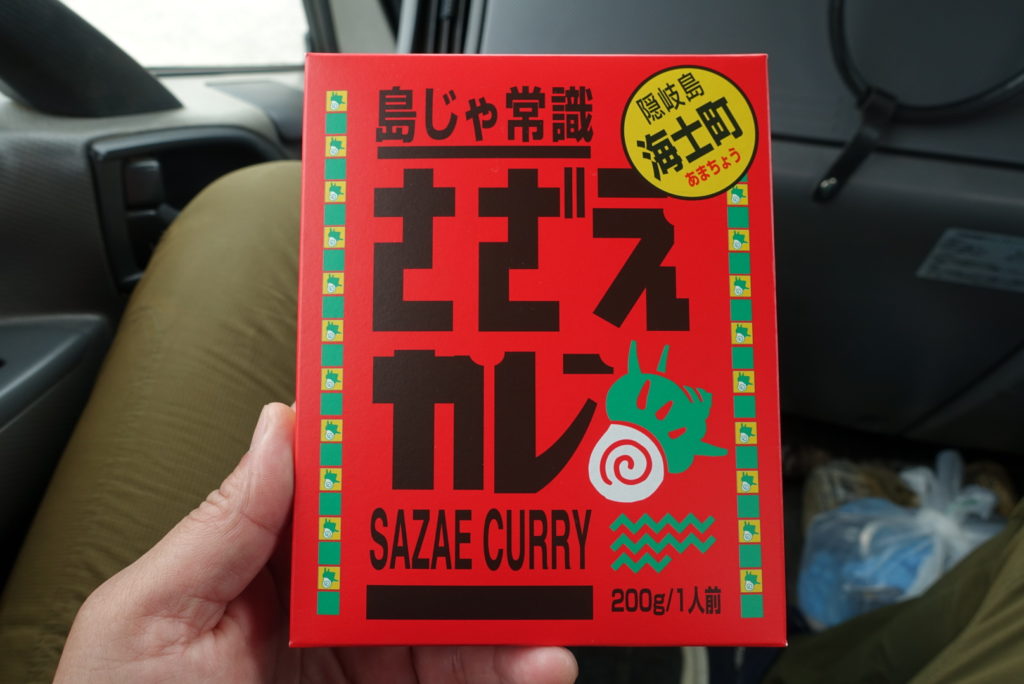 島じゃ常識
隠岐島
海士町
あまちょう
さざえ
カレー
SAZAE CURRY
200g/1人前